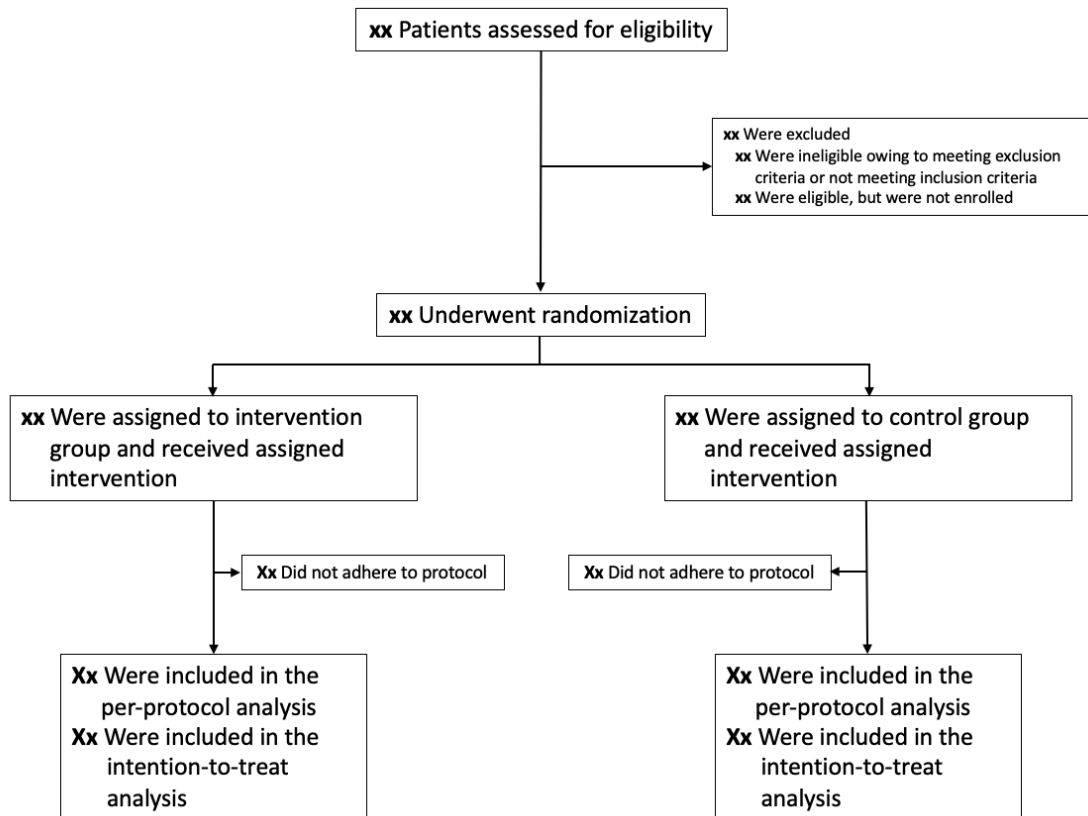 xx Patients assessed for eligibility
xx Were excluded
xx Were ineligible owing to meeting exclusion
criteria or not meeting inclusion criteria
xx Were eligible, but were not enrolled
xx Underwent randomization
xx Were assigned to intervention
group and received assigned
intervention
xx Were assigned to control group
and received assigned
intervention
Xx Did not adhere to protocol
Xx Did not adhere to protocol
Xx Were included in the
per-protocol analysis
Xx Were included in the
intention-to-treat
analysis
Xx Were included in the
per-protocol analysis
Xx Were included in the
intention-to-treat
analysis